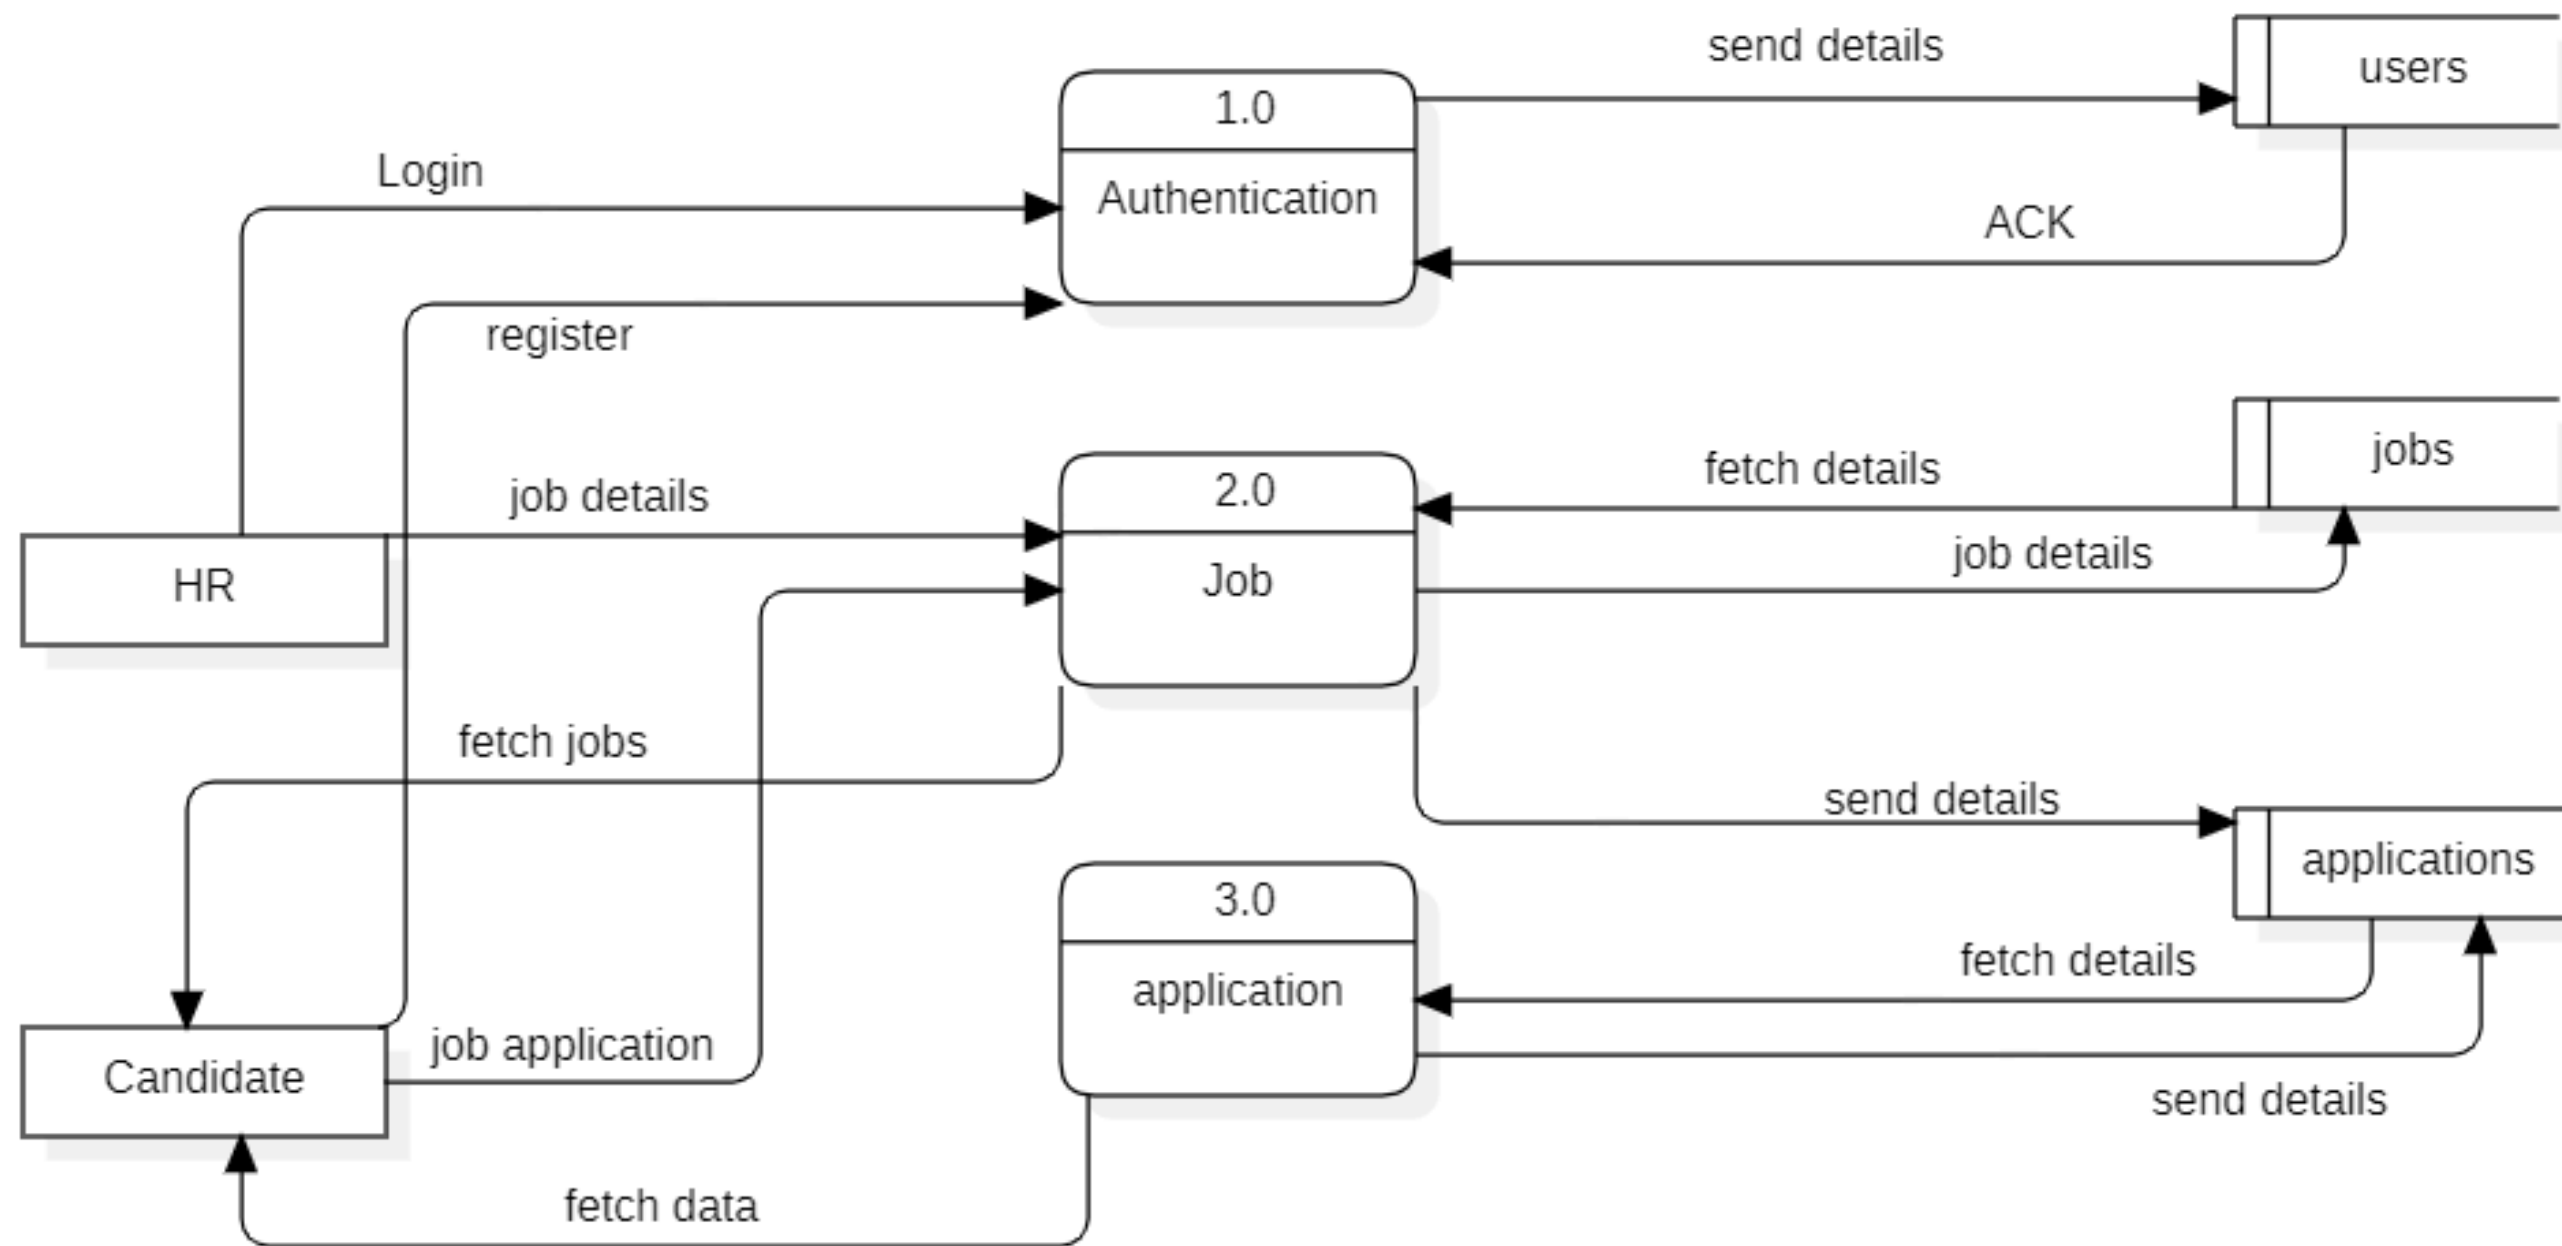 send details
users
1.0
Login
Authentication
ACK
register
jobs
fetch details
2.0
job details
job details
HR
Job
fetch jobs
send details
applications
3.0
fetch details
application
job application
Candidate
send details
fetch data